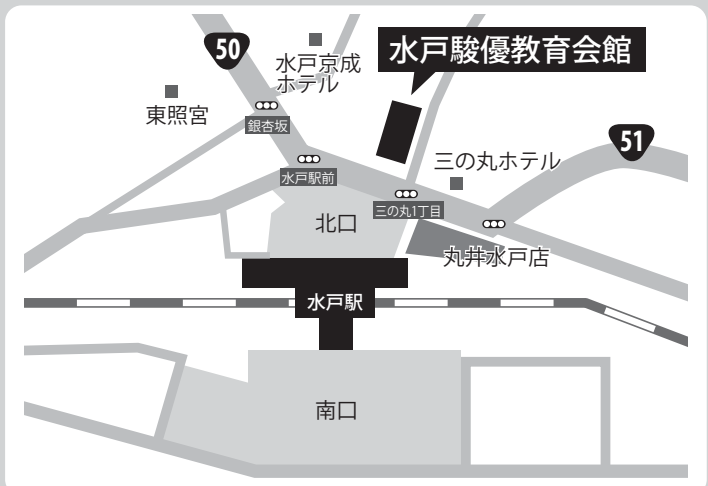 50
水戸京成
ホテル
水戸駿優教育会館
東照宮
銀杏坂
51
水戸駅前
三の丸ホテル
三の丸1丁目
北口
丸井水戸店
水戸駅
南口